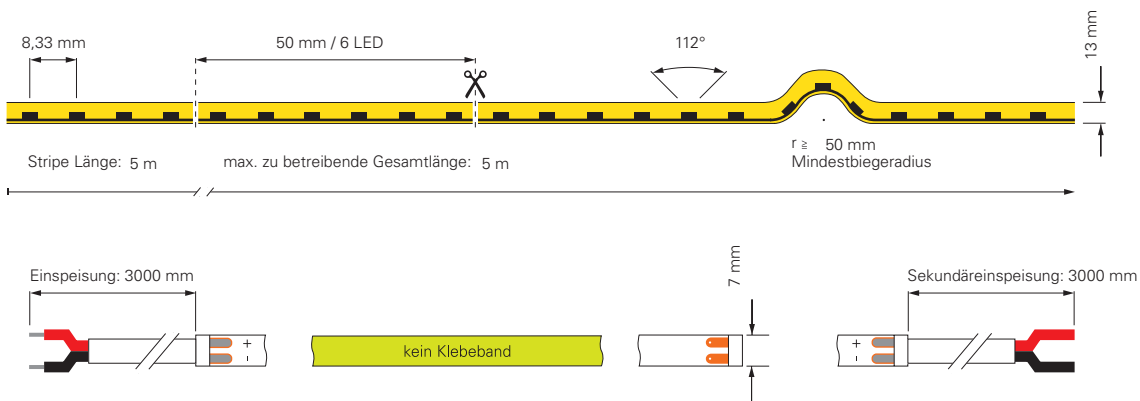 8,33 mm
50 mm / 6 LED
112°
13 mm
Stripe Länge: 5 m
max. zu betreibende Gesamtlänge: 5 m
r ≧ 50 mm
Mindestbiegeradius
Einspeisung: 3000 mm
7 mm
Sekundäreinspeisung: 3000 mm
+
-
kein Klebeband
+
-